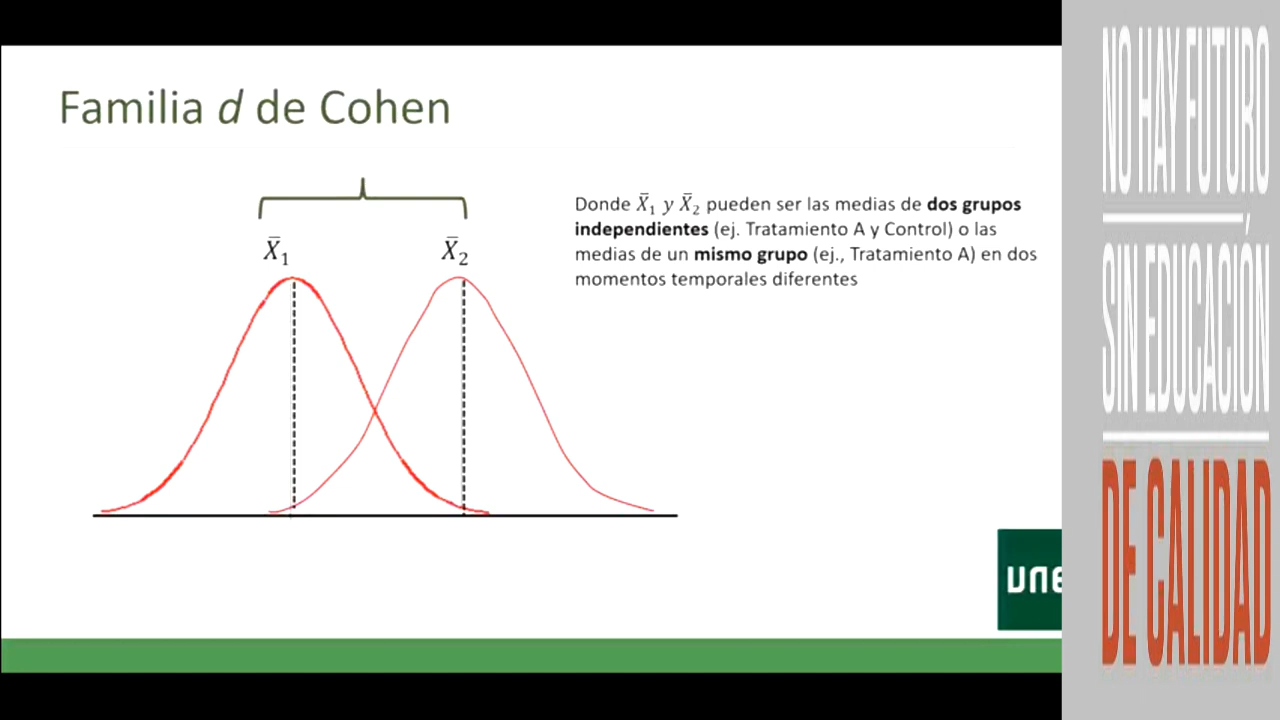 Familia d de Cohen
X̄₁
X̄₂
Donde X̄₁ y X̄₂ pueden ser las medias de dos grupos
independientes (ej. Tratamiento A y Control) o las
medias de un mismo grupo (ej., Tratamiento A) en dos
momentos temporales diferentes
NO HAY FUTURO
SIN EDUCACIÓN
DE CALIDAD